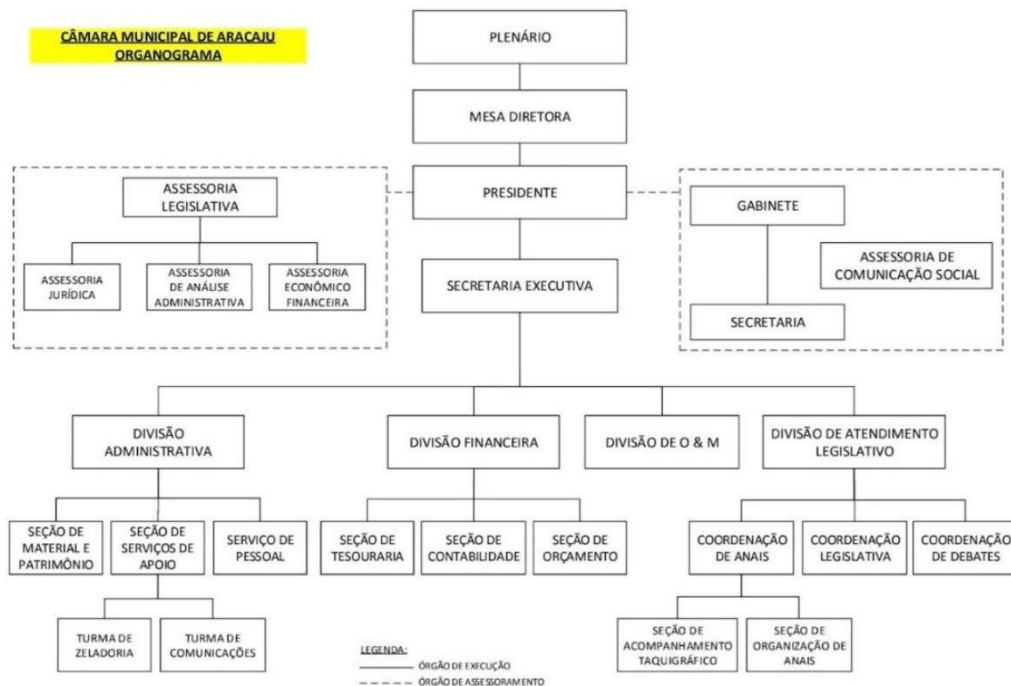 CÂMARA MUNICIPAL DE ARACAJU
ORGANOGRAMA
PLENÁRIO
MESA DIRETORA
PRESIDENTE
ASSESSORIA
LEGISLATIVA
ASSESSORIA
JURÍDICA
ASSESSORIA
DE ANÁLISE
ADMINISTRATIVA
ASSESSORIA
ECONÔMICO
FINANCEIRA
GABINETE
ASSESSORIA DE
COMUNICAÇÃO SOCIAL
SECRETARIA
SECRETARIA EXECUTIVA
DIVISÃO
ADMINISTRATIVA
DIVISÃO FINANCEIRA
DIVISÃO DE O & M
DIVISÃO DE ATENDIMENTO
LEGISLATIVO
SEÇÃO DE
MATERIAL E
PATRIMÔNIO
SEÇÃO DE
SERVIÇOS DE
APOIO
SERVIÇO DE
PESSOAL
SEÇÃO DE
TESOURARIA
SEÇÃO DE
CONTABILIDADE
SEÇÃO DE
ORÇAMENTO
COORDENAÇÃO
DE ANAIS
COORDENAÇÃO
LEGISLATIVA
COORDENAÇÃO
DE DEBATES
TURMA DE
ZELADORIA
TURMA DE
COMUNICAÇÕES
SEÇÃO DE
ACOMPANHAMENTO
TAQUIGRÁFICO
SEÇÃO DE
ORGANIZAÇÃO DE
ANAIS
LEGENDA:
ÓRGÃO DE EXECUÇÃO
ÓRGÃO DE ASSESSORAMENTO